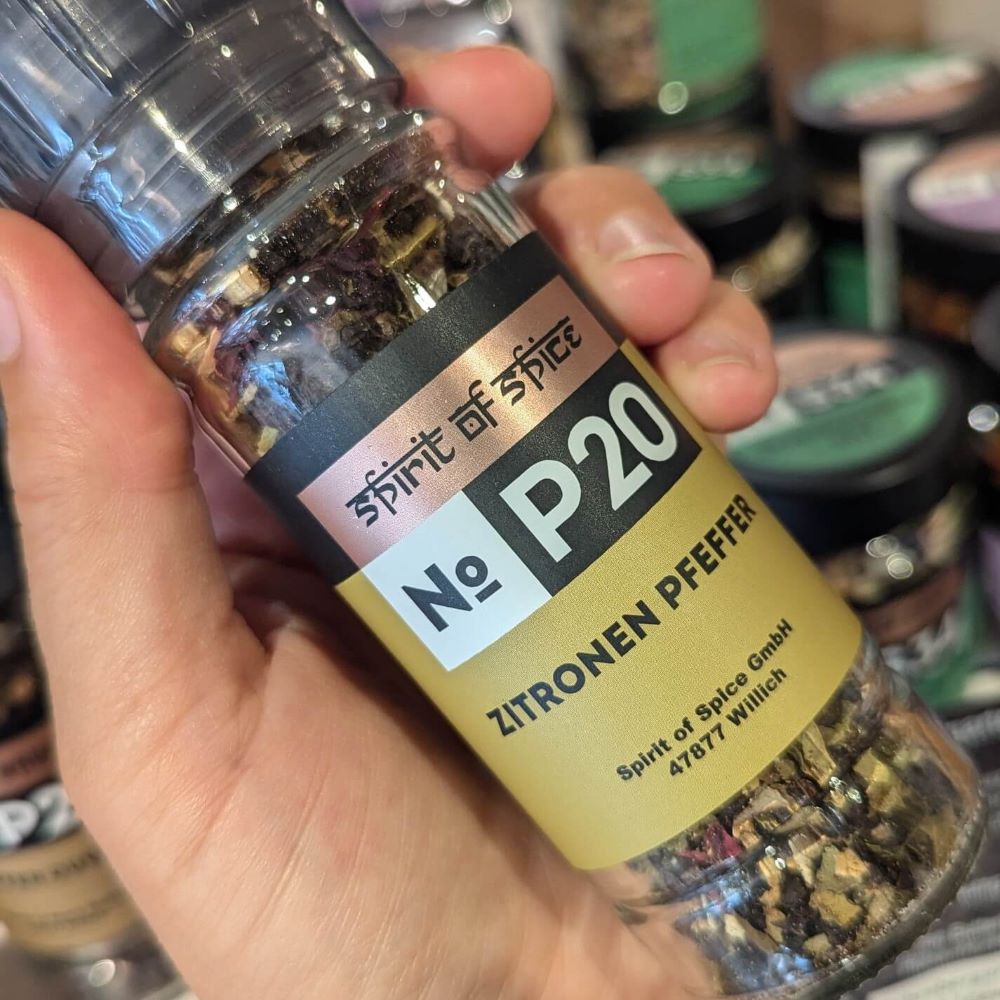 spirit of spice
No P20
ZITRONEN PFEFFER
Spirit of Spice GmbH
47877 Willich